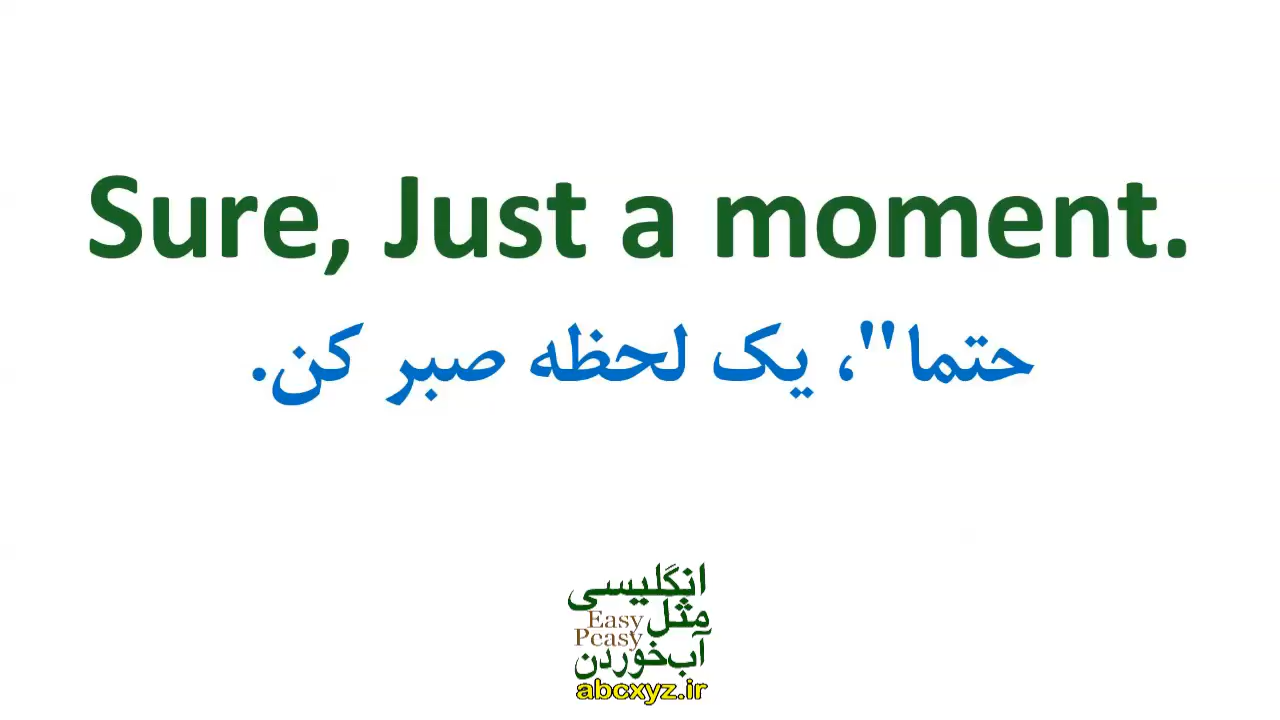 Sure, Just a moment.
حتما"، یک لحظه صبر کن.
انگلیسی
مثل
Easy
Peasy
آب‌خوردن
abcxyz.ir